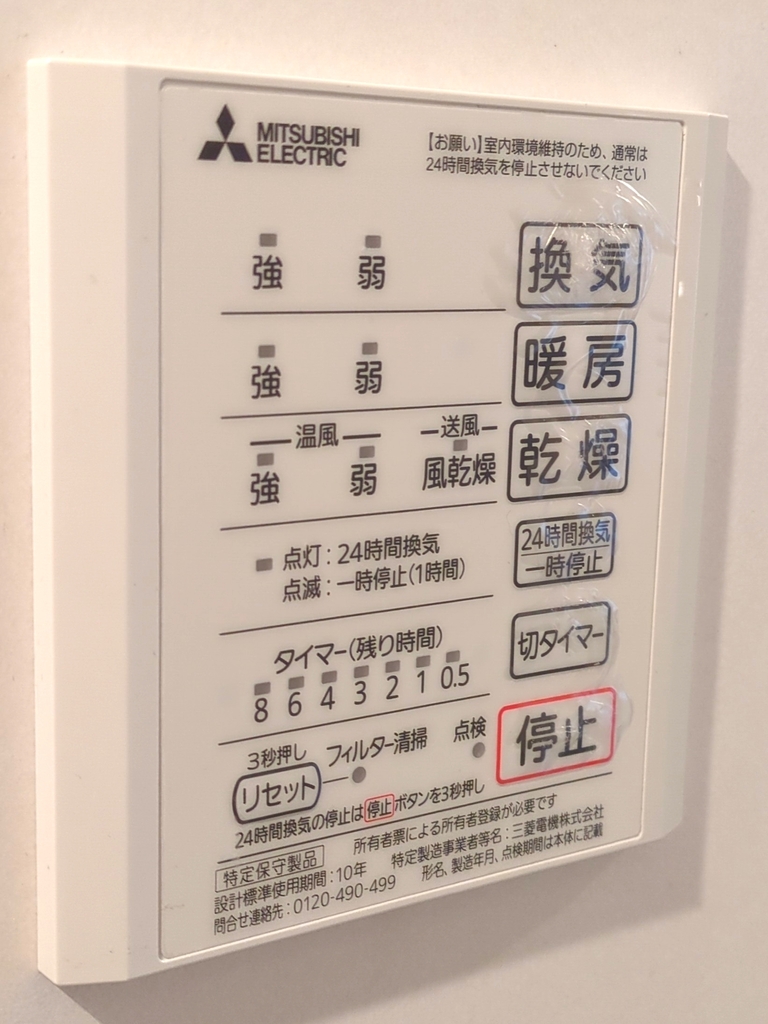 MITSUBISHI
ELECTRIC
【お願い】室内環境維持のため、通常は
24時間換気を停止させないでください
強 弱 換気
強 弱 暖房
温風 送風
強 弱 風乾燥 乾燥
点灯:24時間換気
点滅:一時停止(1時間)
24時間換気
一時停止
タイマー(残り時間)
8 6 4 3 2 1 0.5
切タイマー
3秒押し フィルター清掃 点検
リセット
停止
24時間換気の停止は停止ボタンを3秒押し
特定保守製品 所有者票による所有者登録が必要です
設計標準使用期間:10年 特定製造事業者等名:三菱電機株式会社
問合せ連絡先:0120-490-499 形名、製造年月、点検期間は本体に記載